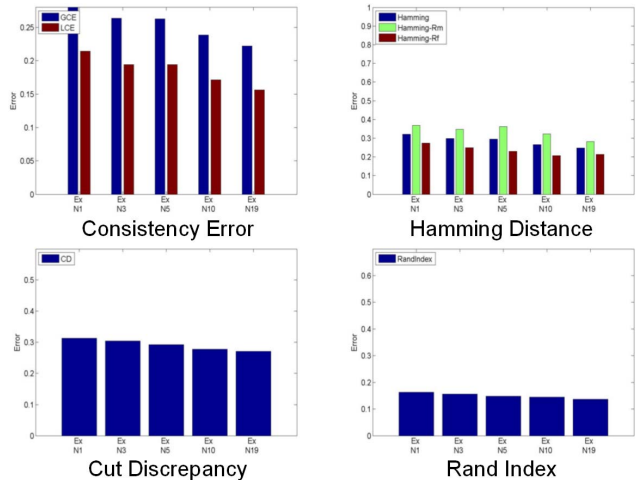 GCE
LCE
Error
0.25
0.2
0.15
0.1
0.05
0
Ex Ex Ex Ex Ex
N1 N3 N5 N10 N19
Consistency Error
Hamming
Hamming-Rm
Hamming-Rf
Error
1
0.9
0.8
0.7
0.6
0.5
0.4
0.3
0.2
0.1
0
Ex Ex Ex Ex Ex
N1 N3 N5 N10 N19
Hamming Distance
CD
Error
0.5
0.4
0.3
0.2
0.1
0
Ex Ex Ex Ex Ex
N1 N3 N5 N10 N19
Cut Discrepancy
RandIndex
Error
0.6
0.5
0.4
0.3
0.2
0.1
0
Ex Ex Ex Ex Ex
N1 N3 N5 N10 N19
Rand Index